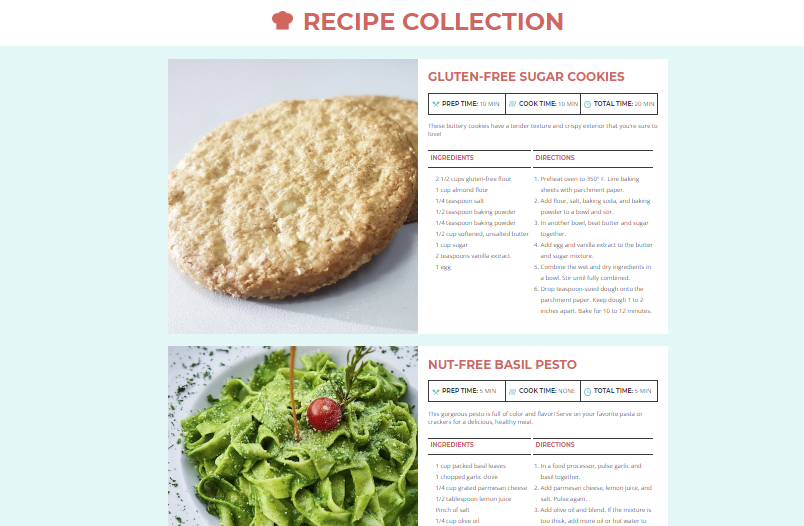 RECIPE COLLECTION
GLUTEN-FREE SUGAR COOKIES
PREP TIME: 10 MIN COOK TIME: 10 MIN TOTAL TIME: 20 MIN
These buttery cookies have a tender texture and crispy exterior that you're sure to
love!
INGREDIENTS
2 1/2 cups gluten-free flour
1 cup almond flour
1/4 teaspoon salt
1/2 teaspoon baking powder
1/4 teaspoon baking powder
1/2 cup softened, unsalted butter
1 cup sugar
2 teaspoons vanilla extract
1 egg
DIRECTIONS
1. Preheat oven to 350° F. Line baking
sheets with parchment paper.
2. Add flour, salt, baking soda, and baking
powder to a bowl and stir.
3. In another bowl, beat butter and sugar
together.
4. Add egg and vanilla extract to the butter
and sugar mixture.
5. Combine the wet and dry ingredients in
a bowl. Stir until fully combined.
6. Drop teaspoon-sized dough onto the
parchment paper. Keep dough 1 to 2
inches apart. Bake for 10 to 12 minutes.
NUT-FREE BASIL PESTO
PREP TIME: 5 MIN COOK TIME: NONE TOTAL TIME: 5 MIN
This gorgeous pesto is full of color and flavor! Serve on your favorite pasta or
crackers for a delicious, healthy meal.
INGREDIENTS
1 cup packed basil leaves
1 chopped garlic clove
1/4 cup grated parmesan cheese
1/2 tablespoon lemon juice
Pinch of salt
1/4 cup olive oil
DIRECTIONS
1. In a food processor, pulse garlic and
basil together.
2. Add parmesan cheese, lemon juice, and
salt. Pulse again.
3. Add olive oil and blend. If the mixture is
too thick, add more oil or hot water to